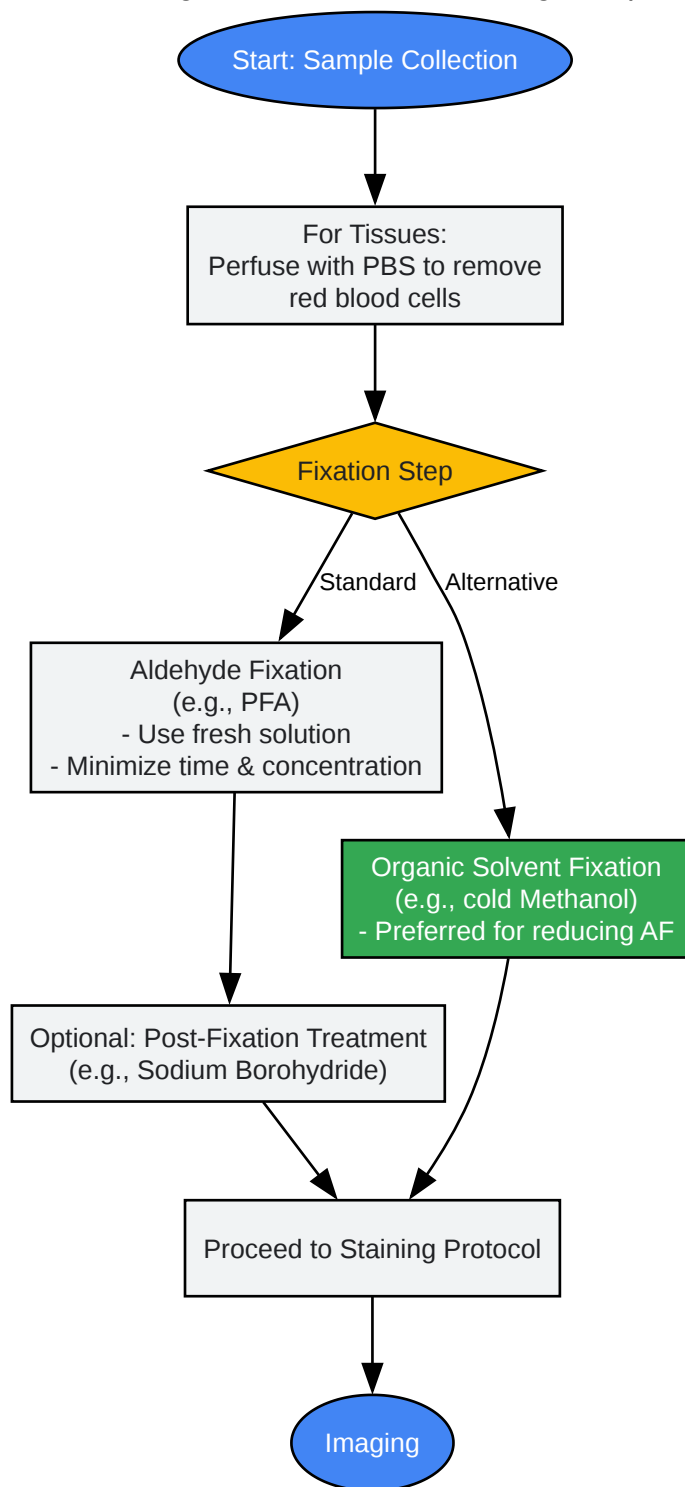 Start: Sample Collection
For Tissues:
Perfuse with PBS to remove
red blood cells
Fixation Step
Standard
Alternative
Aldehyde Fixation
(e.g., PFA)
- Use fresh solution
- Minimize time & concentration
Organic Solvent Fixation
(e.g., cold Methanol)
- Preferred for reducing AF
Optional: Post-Fixation Treatment
(e.g., Sodium Borohydride)
Proceed to Staining Protocol
Imaging